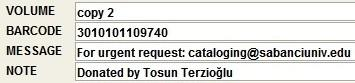 VOLUME copy 2
BARCODE 3010101109740
MESSAGE For urgent request: cataloging@sabanciuniv.edu
NOTE Donated by Tosun Terzioğlu